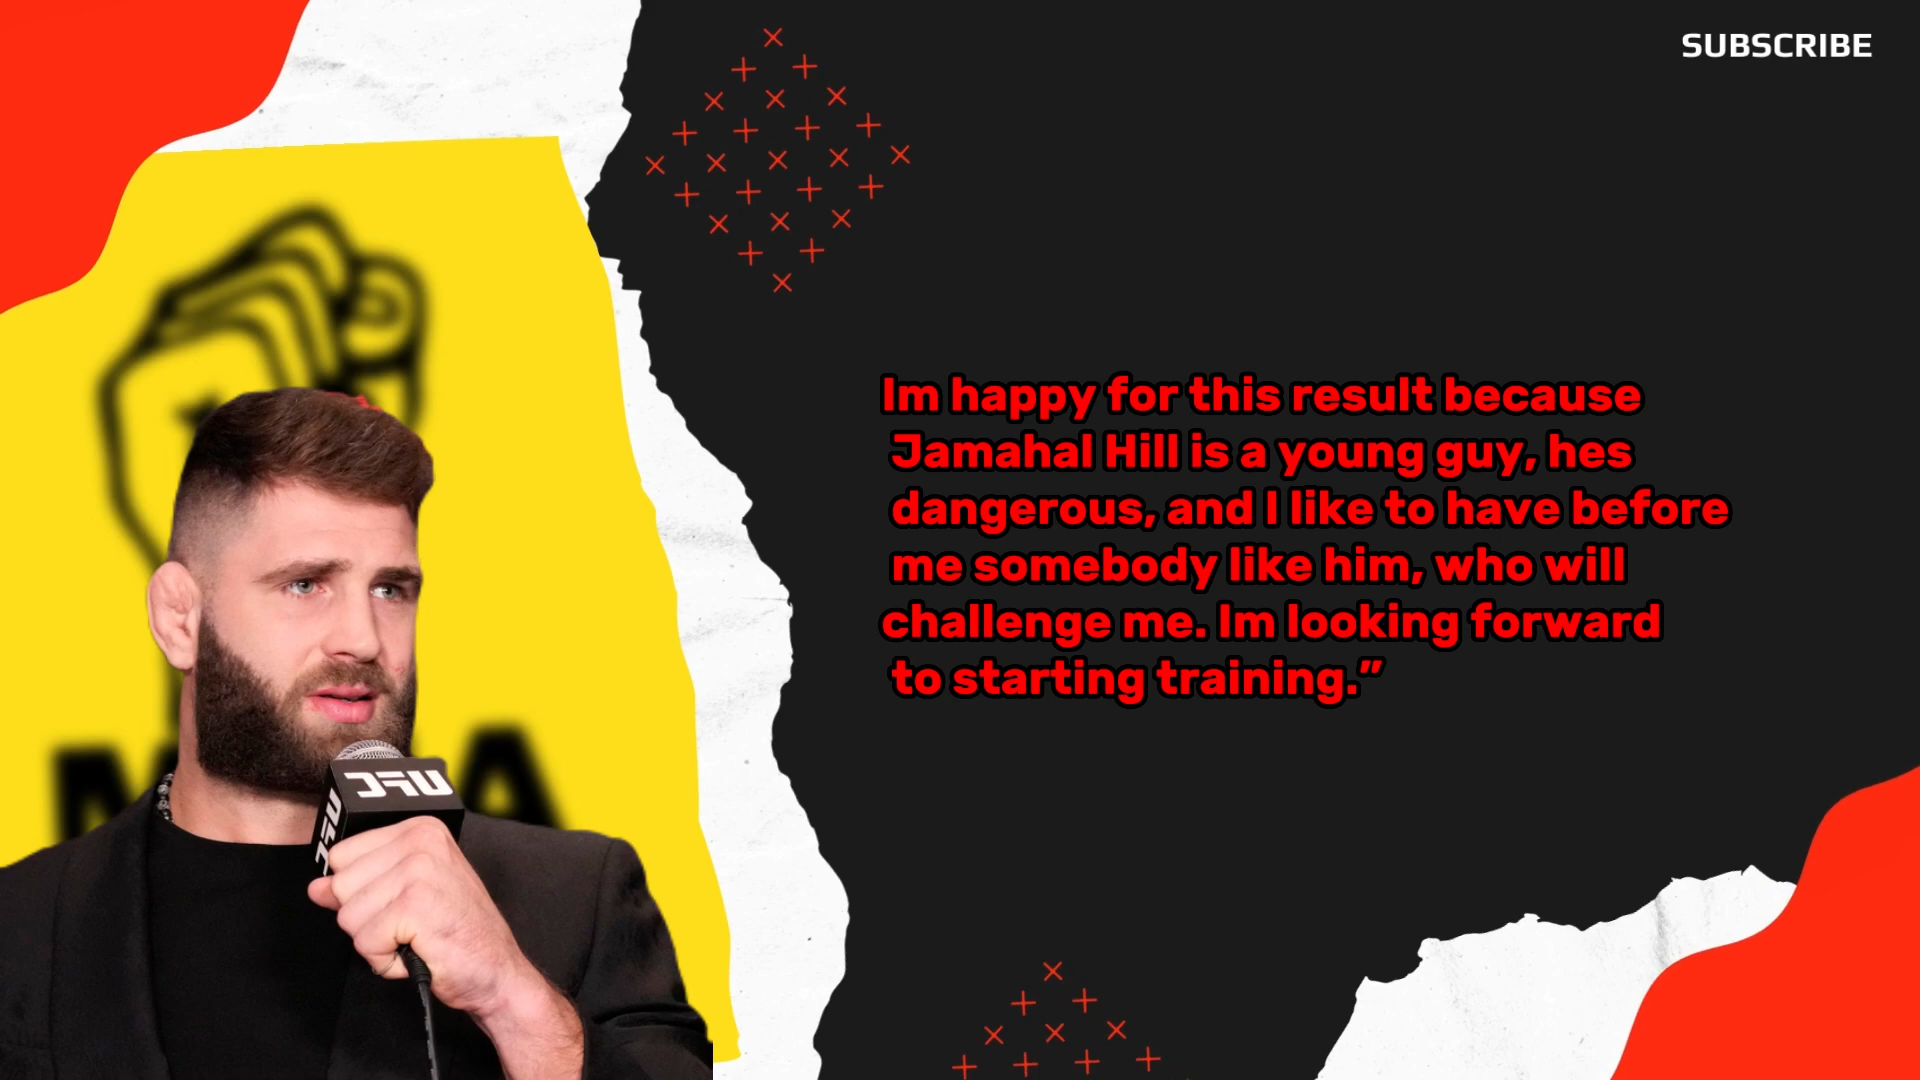 SUBSCRIBE
Im happy for this result because
Jamahal Hill is a young guy, hes
dangerous, and I like to have before
me somebody like him, who will
challenge me. Im looking forward
to starting training.”
M A
UFC
UFC